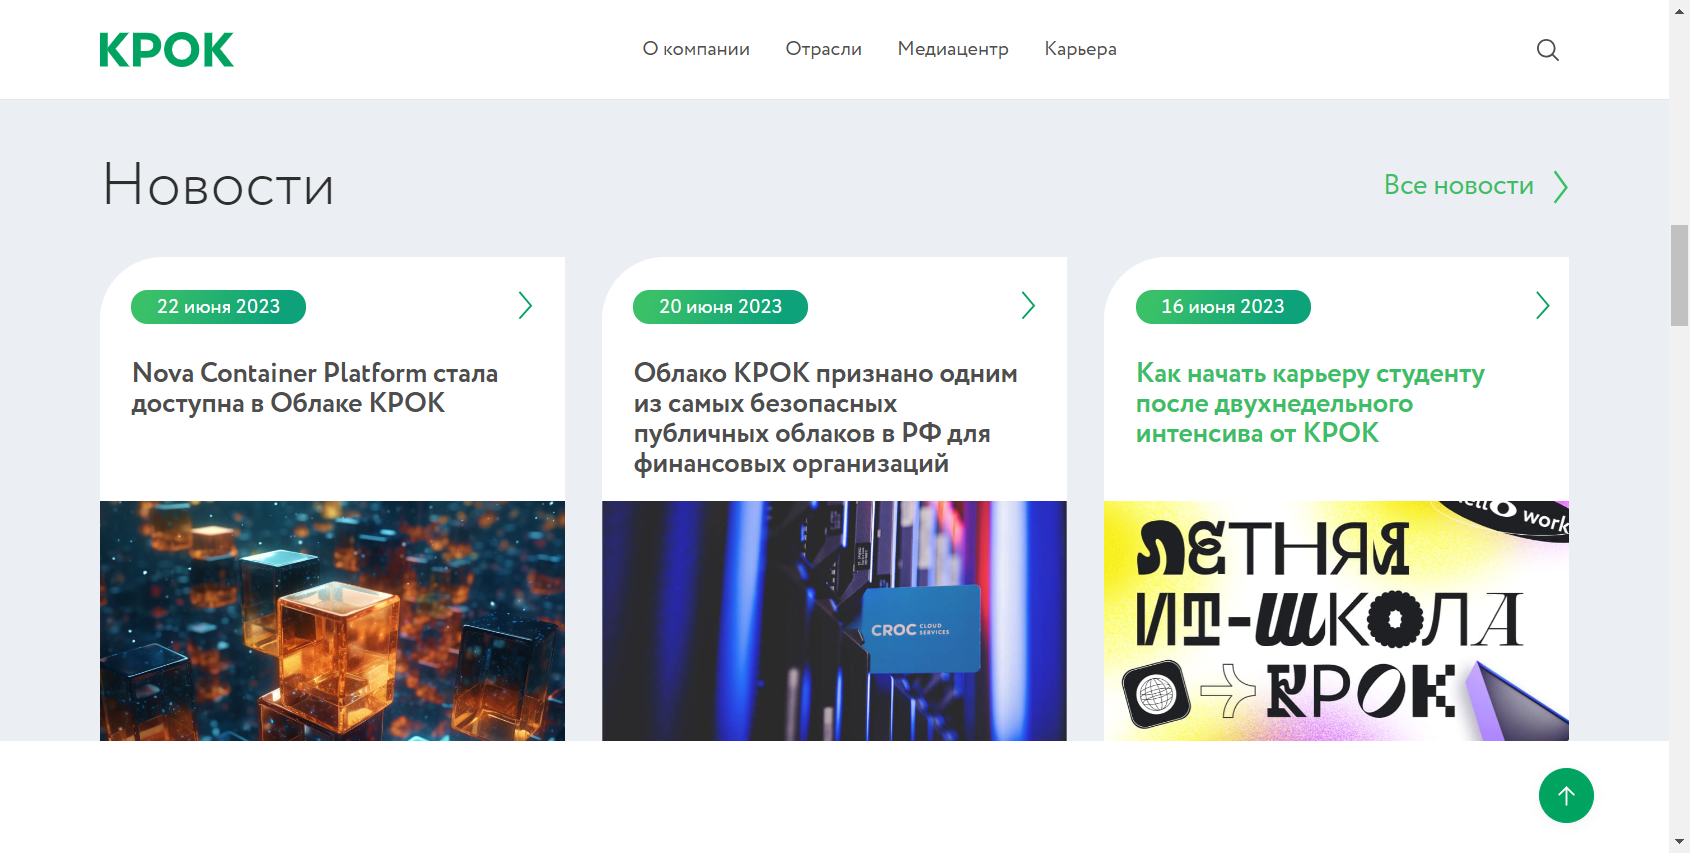 КРОК
О компании
Отрасли
Медиацентр
Карьера
Новости
Все новости
22 июня 2023
Nova Container Platform стала
доступна в Облаке КРОК
20 июня 2023
Облако КРОК признано одним
из самых безопасных
публичных облаков в РФ для
финансовых организаций
CROC CLOUD
SERVICES
16 июня 2023
Как начать карьеру студенту
после двухнедельного
интенсива от КРОК
work
ЛЕТНЯЯ
ИТ-ШКОЛА
КРОК